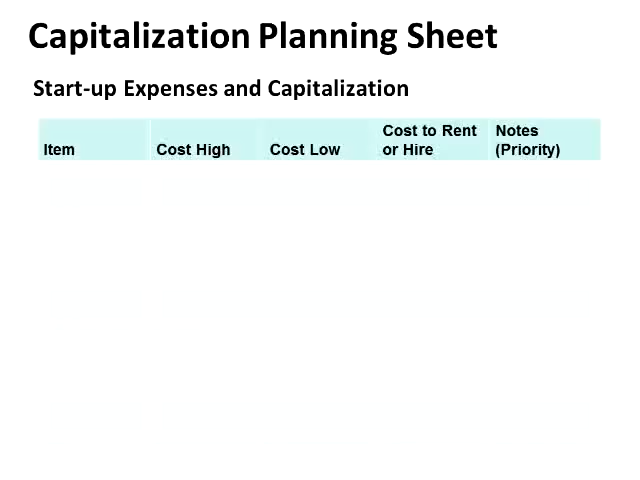 Capitalization Planning Sheet
Start-up Expenses and Capitalization
Item
Cost High
Cost Low
Cost to Rent
or Hire
Notes
(Priority)